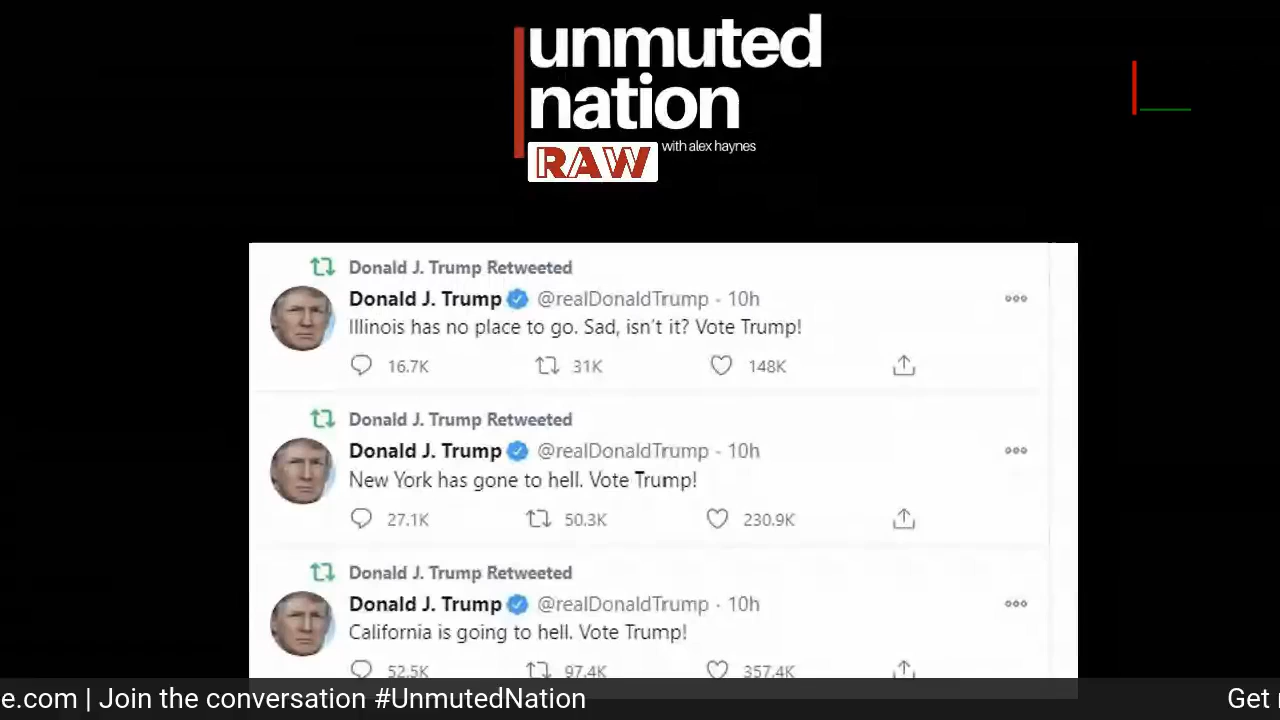 unmuted
nation
with alex haynes
RAW
Donald J. Trump Retweeted
Donald J. Trump @realDonaldTrump · 10h
Illinois has no place to go. Sad, isn't it? Vote Trump!
16.7K 31K 148K
Donald J. Trump Retweeted
Donald J. Trump @realDonaldTrump · 10h
New York has gone to hell. Vote Trump!
27.1K 50.3K 230.9K
Donald J. Trump Retweeted
Donald J. Trump @realDonaldTrump · 10h
California is going to hell. Vote Trump!
52.5K 97.4K 357.4K
e.com | Join the conversation #UnmutedNation Get